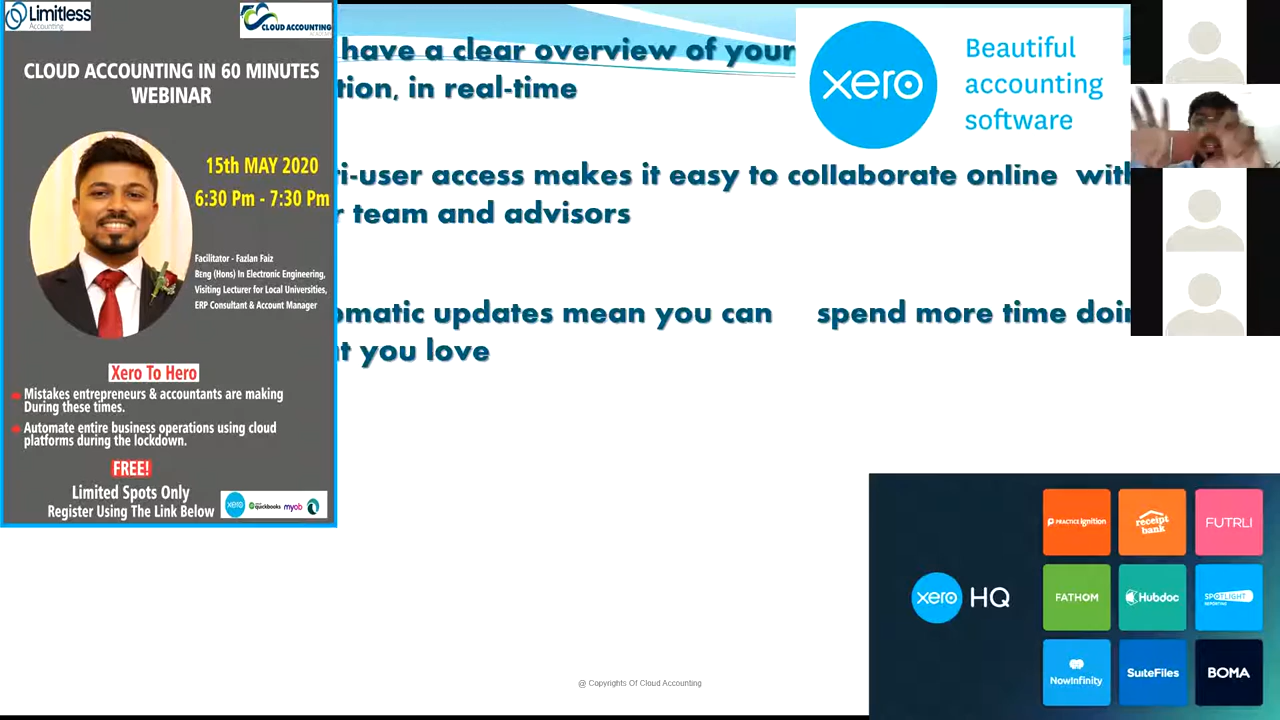 Limitless
Accounting
CLOUD ACCOUNTING
CLOUD ACCOUNTING IN 60 MINUTES
WEBINAR
15th MAY 2020
6:30 Pm - 7:30 Pm
Facilitator - Fazlan Faiz
Beng (Hons) In Electronic Engineering,
Visiting Lecturer for Local Universities,
ERP Consultant & Account Manager
Xero To Hero
Mistakes entrepreneurs & accountants are making
During these times.
Automate entire business operations using cloud
platforms during the lockdown.
FREE!
Limited Spots Only
Register Using The Link Below
xero
quickbooks
myob
have a clear overview of your
tion, in real-time
i-user access makes it easy to collaborate online with
r team and advisors
omatic updates mean you can spend more time doin
t you love
xero
Beautiful
accounting
software
xero HQ
PRACTICE ignition
receipt
bank
FUTRLI
FATHOM
Hubdoc
SPOTLIGHT
REPORTING
NowInfinity
SuiteFiles
BOMA
@ Copyrights Of Cloud Accounting